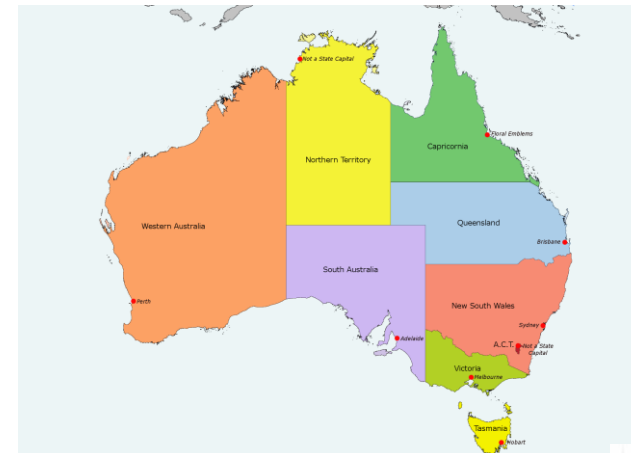 Not a State Capital
Floral Emblems
Capricornia
Northern Territory
Western Australia
Queensland
Brisbane
South Australia
Perth
New South Wales
Sydney
Adelaide
A.C.T.
Not a State
Capital
Victoria
Melbourne
Tasmania
Hobart